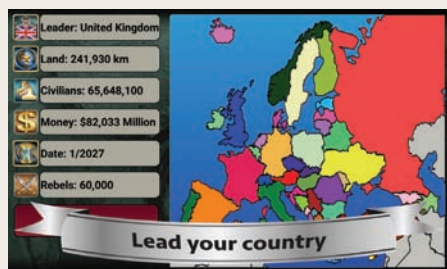 Leader: United Kingdom
Land: 241,930 km
Civilians: 65,648,100
Money: $82,033 Million
Date: 1/2027
Rebels: 60,000
Lead your country